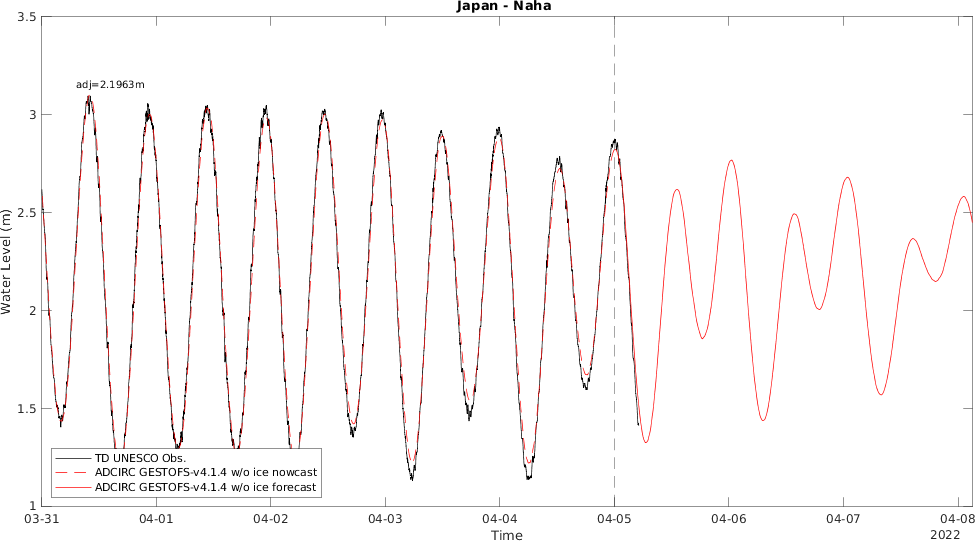 Japan - Naha
3.5
adj=2.1963m
3
2.5
Water Level (m)
2
1.5
TD UNESCO Obs.
ADCIRC GESTOFS-v4.1.4 w/o ice nowcast
ADCIRC GESTOFS-v4.1.4 w/o ice forecast
1
03-31 04-01 04-02 04-03 04-04 04-05 04-06 04-07 04-08
Time 2022